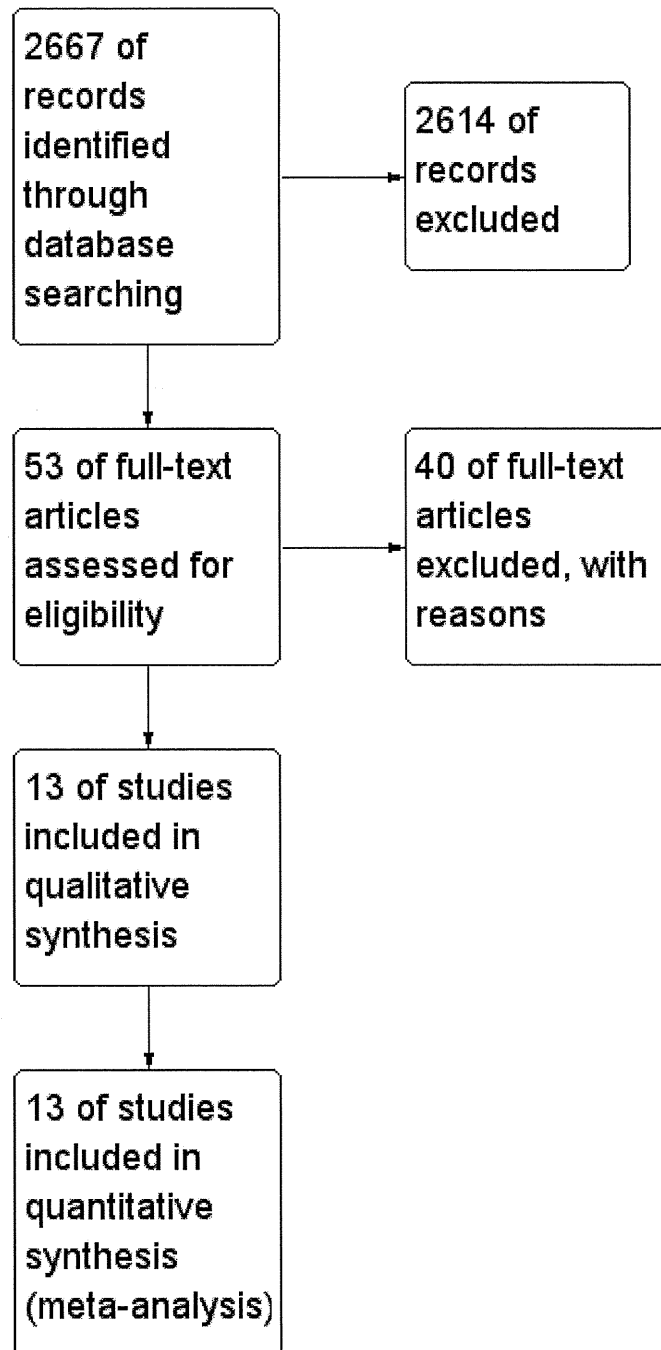 2667 of
records
identified
through
database
searching
2614 of
records
excluded
53 of full-text
articles
assessed for
eligibility
40 of full-text
articles
excluded, with
reasons
13 of studies
included in
qualitative
synthesis
13 of studies
included in
quantitative
synthesis
(meta-analysis)